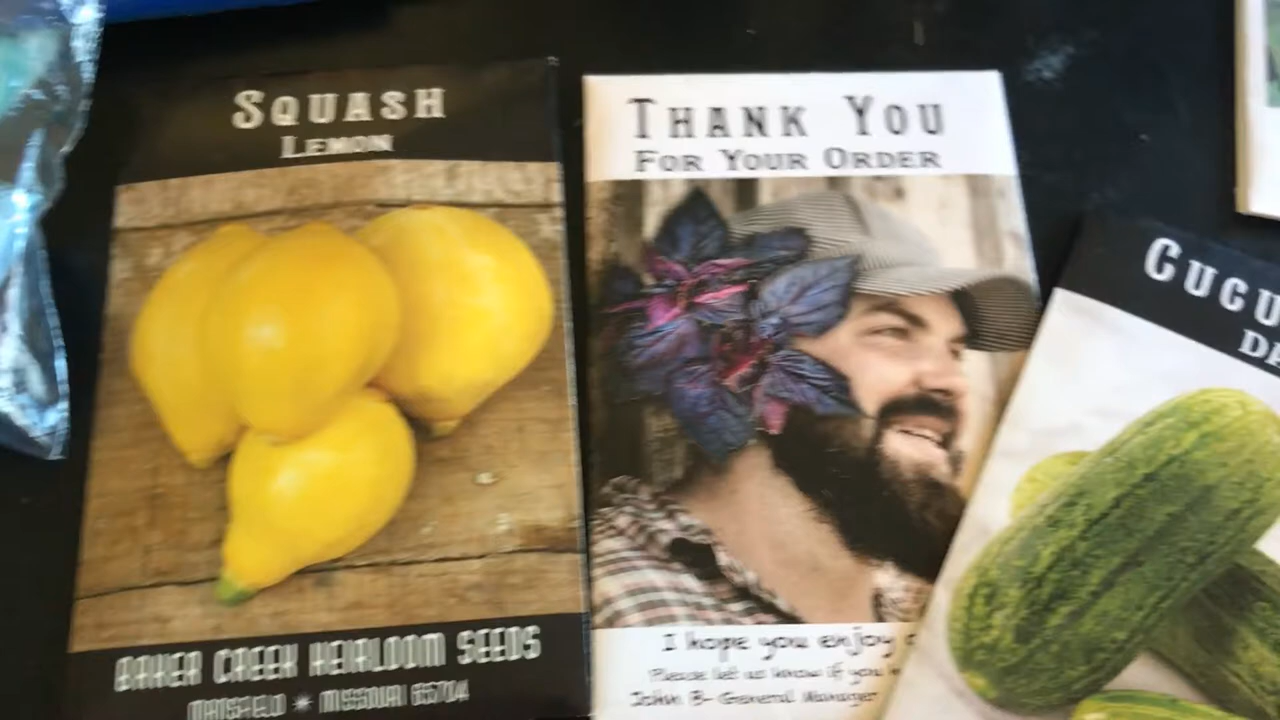 SQUASH
LEMON
BAKER CREEK HEIRLOOM SEEDS
MANSFIELD * MISSOURI 65704
THANK YOU
FOR YOUR ORDER
I hope you enjoy
Please let us know if you
John B- General Manager
CUCU
DA